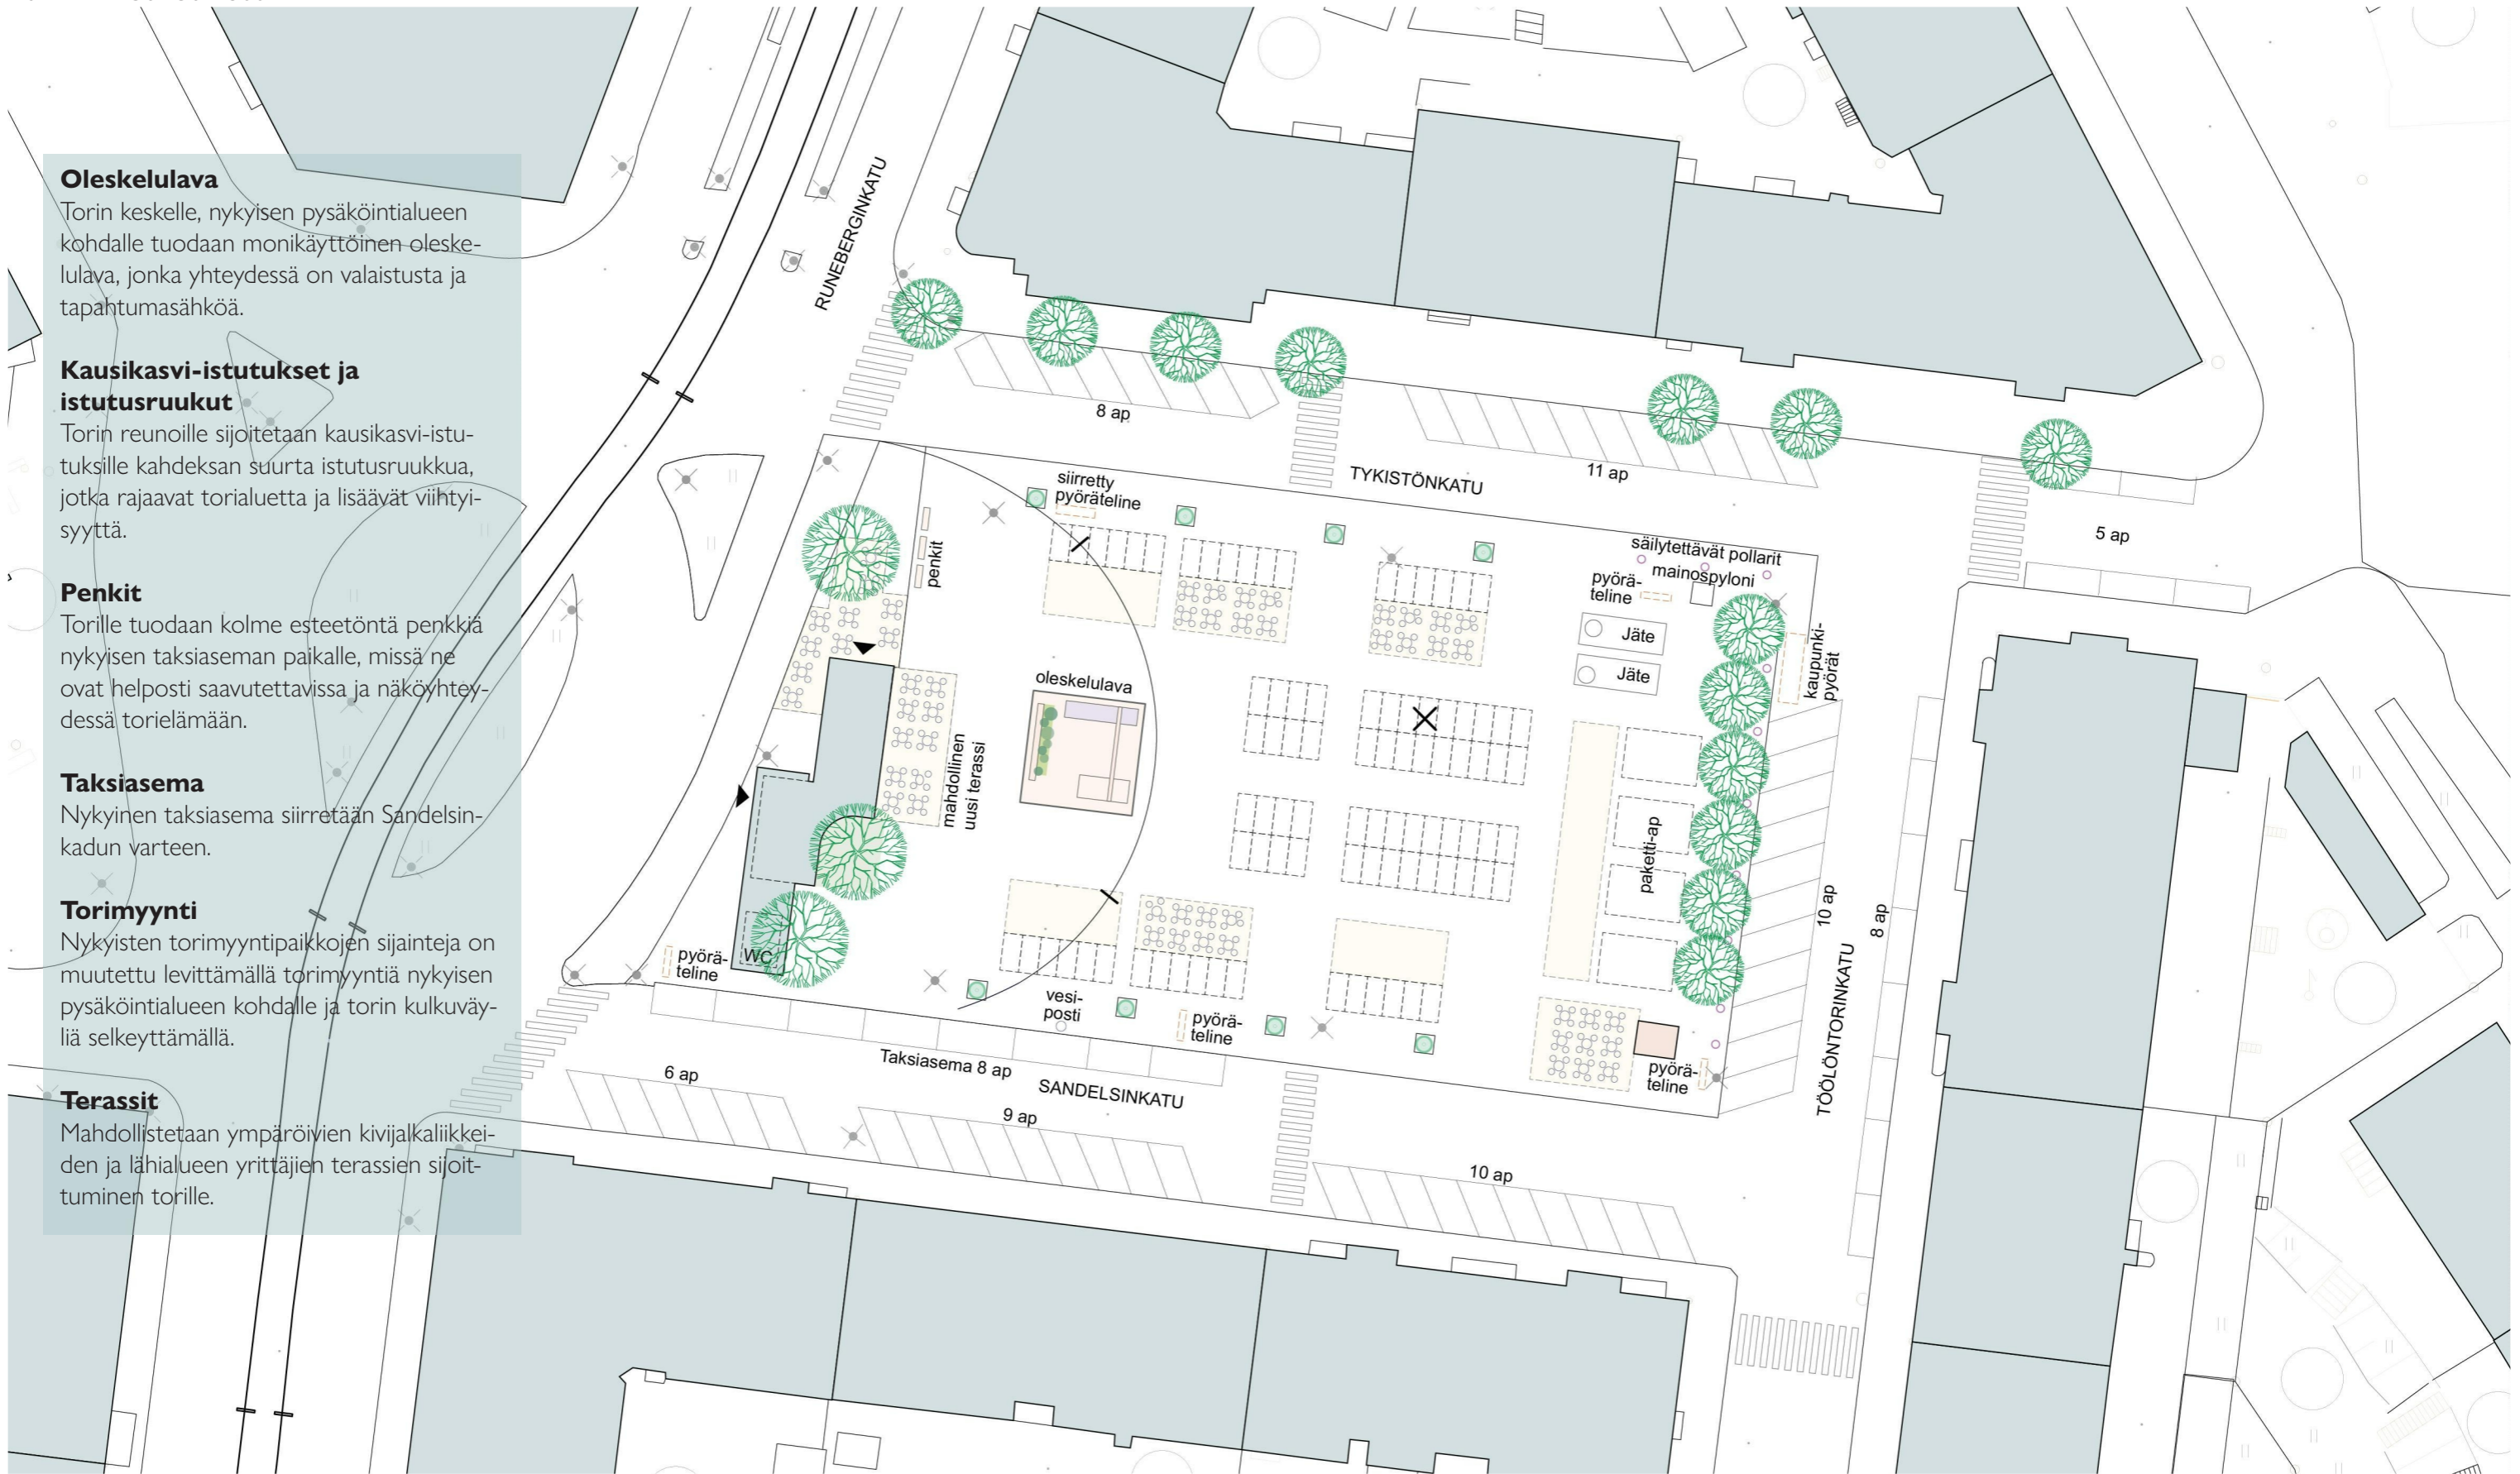 Oleskelulava
Torin keskelle, nykyisen pysäköintialueen
kohdalle tuodaan monikäyttöinen oleske-
lulava, jonka yhteydessä on valaistusta ja
tapahtumasähköä.
Kausikasvi-istutukset ja
istutusruukut
Torin reunoille sijoitetaan kausikasvi-istu-
tuksille kahdeksan suurta istutusruukkua,
jotka rajaavat torialuetta ja lisäävät viihtyi-
syyttä.
Penkit
Torille tuodaan kolme esteetöntä penkkiä
nykyisen taksiaseman paikalle, missä ne
ovat helposti saavutettavissa ja näköyhtey-
dessä torielämään.
Taksiasema
Nykyinen taksiasema siirretään Sandelsin-
kadun varteen.
Torimyynti
Nykyisten torimyyntipaikkojen sijainteja on
muutettu levittämällä torimyyntiä nykyisen
pysäköintialueen kohdalle ja torin kulkuväy-
liä selkeyttämällä.
Terassit
Mahdollistetaan ympäröivien kivijalkaliikkei-
den ja lähialueen yrittäjien terassien sijoit-
tuminen torille.
RUNEBERGINKATU
8 ap
TYKISTÖNKATU
11 ap
5 ap
siirretty
pyöräteline
penkit
säilytettävät pollarit
mainospyloni
pyörä-
teline
Jäte
Jäte
kaupunki-
pyörät
oleskelulava
mahdollinen
uusi terassi
paketti-ap
10 ap
8 ap
TÖÖLÖNTORINKATU
WC
pyörä-
teline
vesi-
posti
pyörä-
teline
pyörä-
teline
Taksiasema 8 ap
SANDELSINKATU
6 ap
9 ap
10 ap